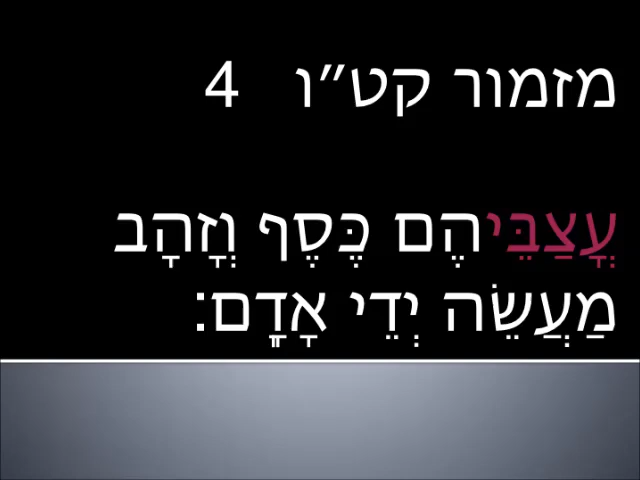 מזמור קט״ו 4
עֲצַבֵּיהֶם כֶּסֶף וְזָהָב
מַעֲשֵׂה יְדֵי אָדָם: